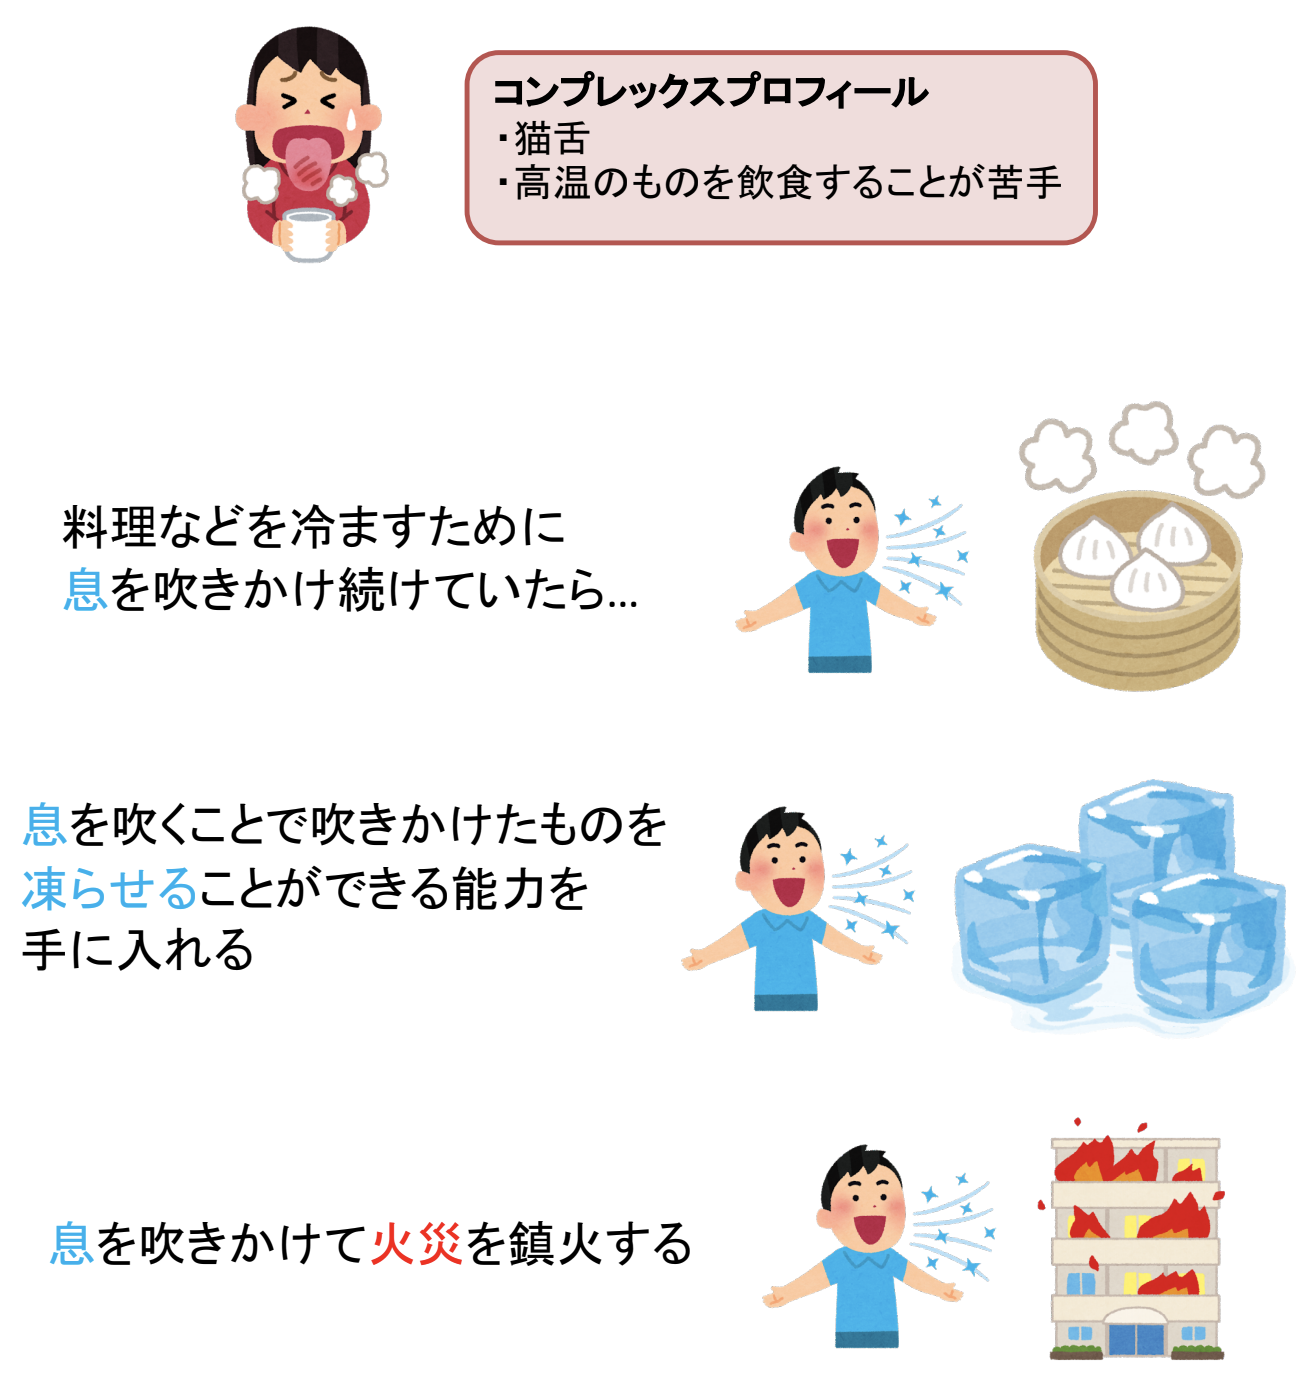 コンプレックスプロフィール
・猫舌
・高温のものを飲食することが苦手
料理などを冷ますために
息を吹きかけ続けていたら...
息を吹くことで吹きかけたものを
凍らせることができる能力を
手に入れる
息を吹きかけて火災を鎮火する